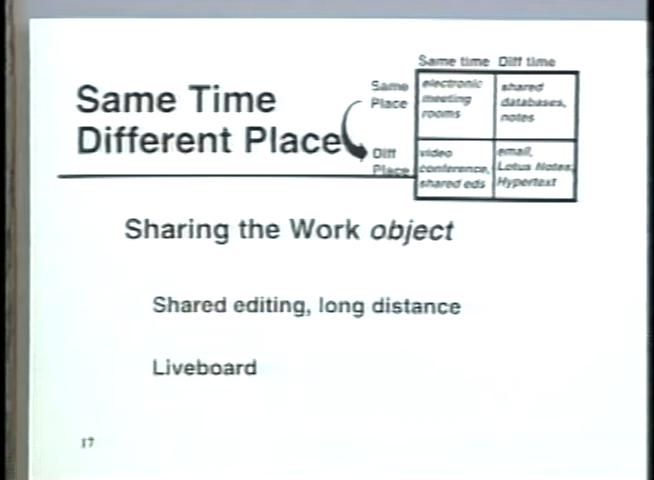 Same Time
Different Place
Same time Diff time
Same Place
electronic meeting rooms
shared databases, notes
Diff Place
video conference, shared eds
email, Lotus Notes, Hypertext
Sharing the Work object
Shared editing, long distance
Liveboard
17